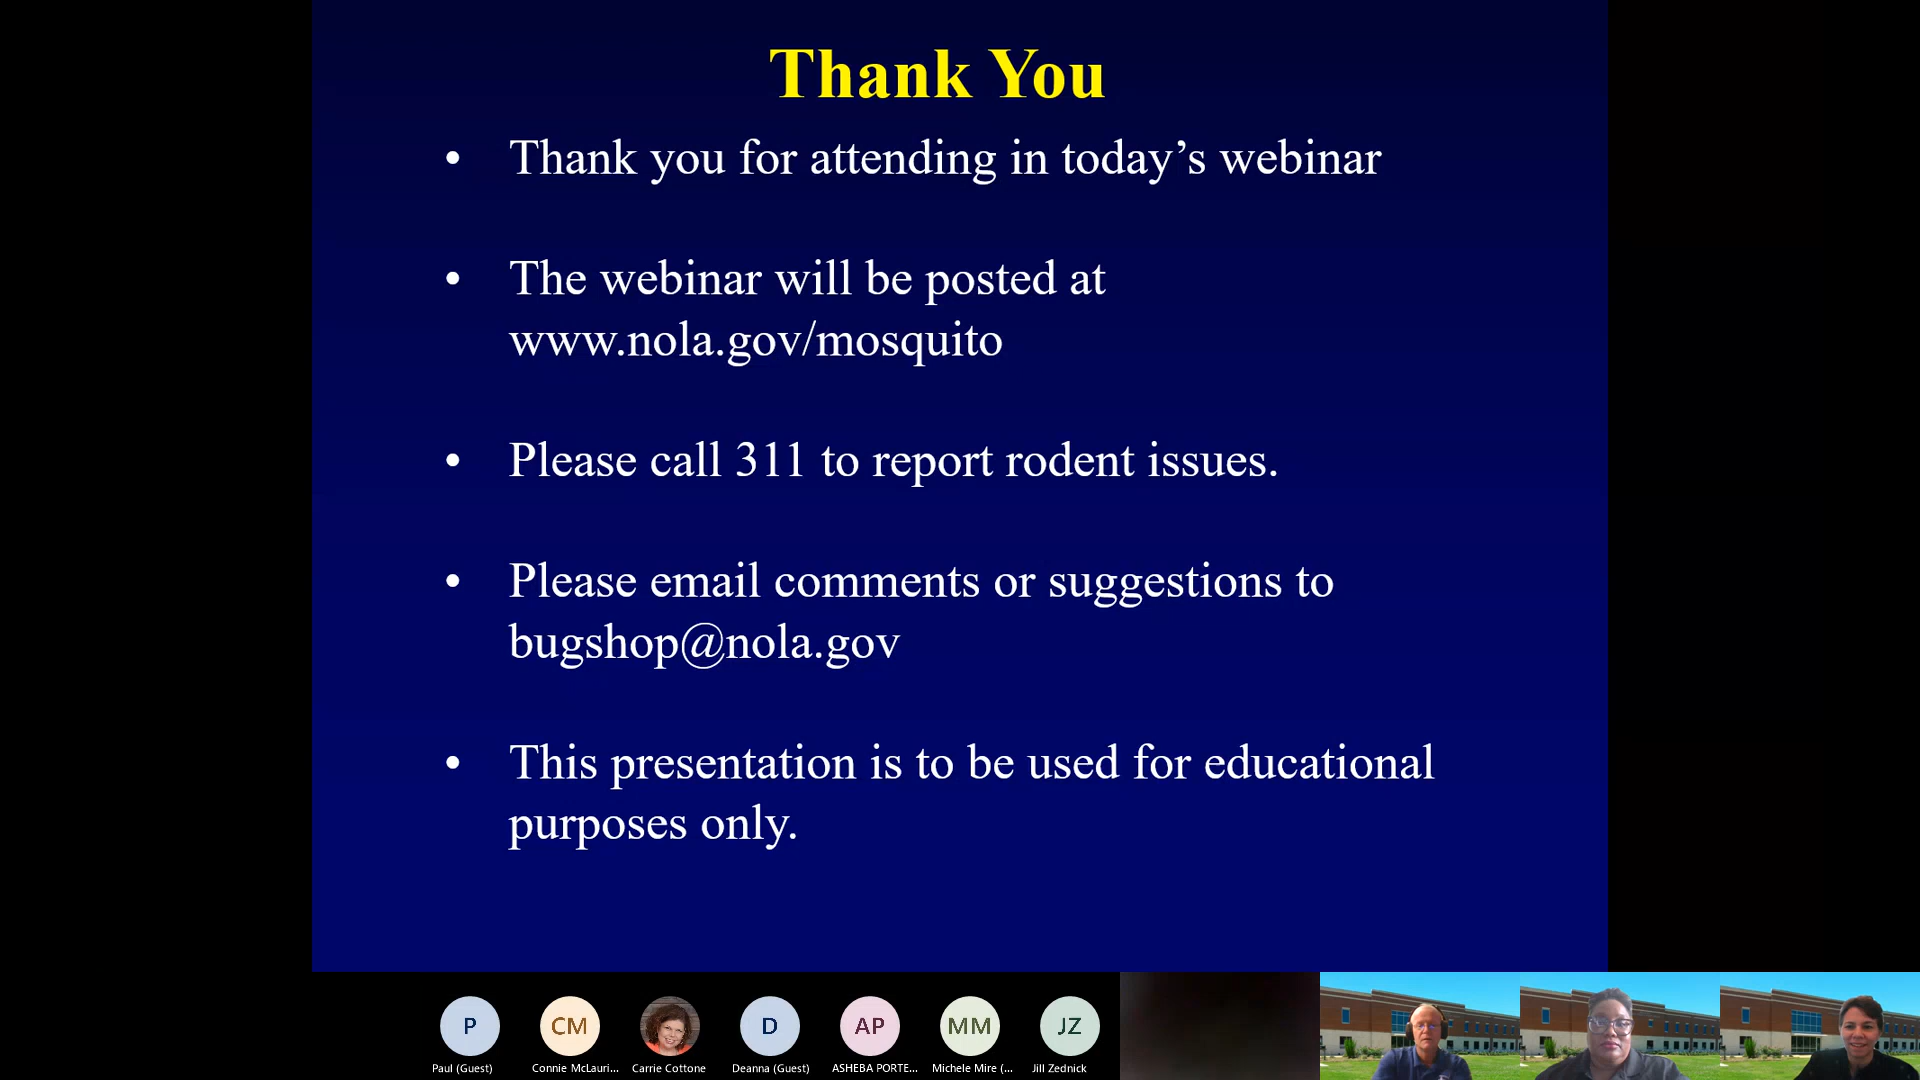 Thank You
• Thank you for attending in today’s webinar
• The webinar will be posted at
www.nola.gov/mosquito
• Please call 311 to report rodent issues.
• Please email comments or suggestions to
bugshop@nola.gov
• This presentation is to be used for educational
purposes only.
P CM D AP MM JZ
Paul (Guest) Connie McLauri... Carrie Cottone Deanna (Guest) ASHEBA PORTE... Michele Mire (... Jill Zednick